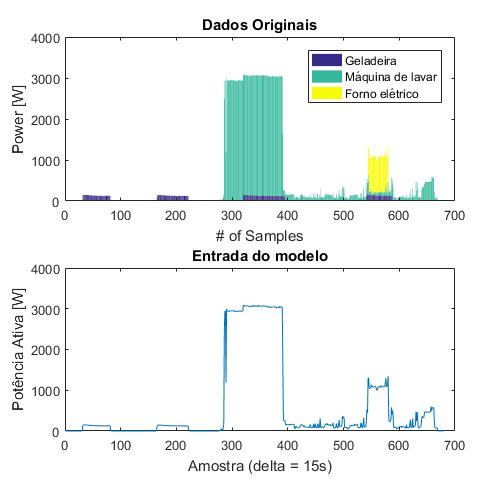 Dados Originais
4000
3000
2000
1000
0
Power [W]
Geladeira
Máquina de lavar
Forno elétrico
0 100 200 300 400 500 600 700
# of Samples
Entrada do modelo
4000
3000
2000
1000
0
Potência Ativa [W]
0 100 200 300 400 500 600 700
Amostra (delta = 15s)